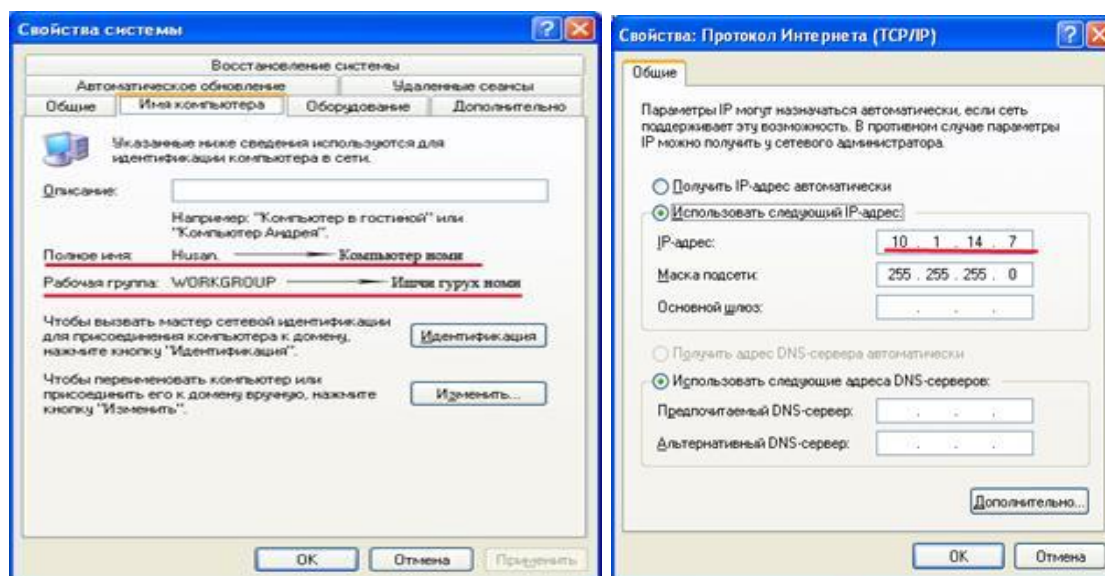 Свойства системы
Восстановление системы
Автоматическое обновление
Удаленные сеансы
Общие
Имя компьютера
Оборудование
Дополнительно
Указанные ниже сведения используются для
идентификации компьютера в сети.
Описание:
Например: "Компьютер в гостиной" или
"Компьютер Андрея".
Полное имя: Husan. Компьютер номи
Рабочая группа: WORKGROUP Ишчи гурух номи
Чтобы вызвать мастер сетевой идентификации
для присоединения компьютера к домену,
нажмите кнопку "Идентификация".
Идентификация
Чтобы переименовать компьютер или
присоединить его к домену вручную, нажмите
кнопку "Изменить".
Изменить...
OK
Отмена
Применить
Свойства: Протокол Интернета (TCP/IP)
Общие
Параметры IP могут назначаться автоматически, если сеть
поддерживает эту возможность. В противном случае параметры
IP можно получить у сетевого администратора.
Получить IP-адрес автоматически
Использовать следующий IP-адрес:
IP-адрес: 10 . 1 . 14 . 7
Маска подсети: 255 . 255 . 255 . 0
Основной шлюз: . . .
Получить адрес DNS-сервера автоматически
Использовать следующие адреса DNS-серверов:
Предпочитаемый DNS-сервер: . . .
Альтернативный DNS-сервер: . . .
Дополнительно...
OK
Отмена